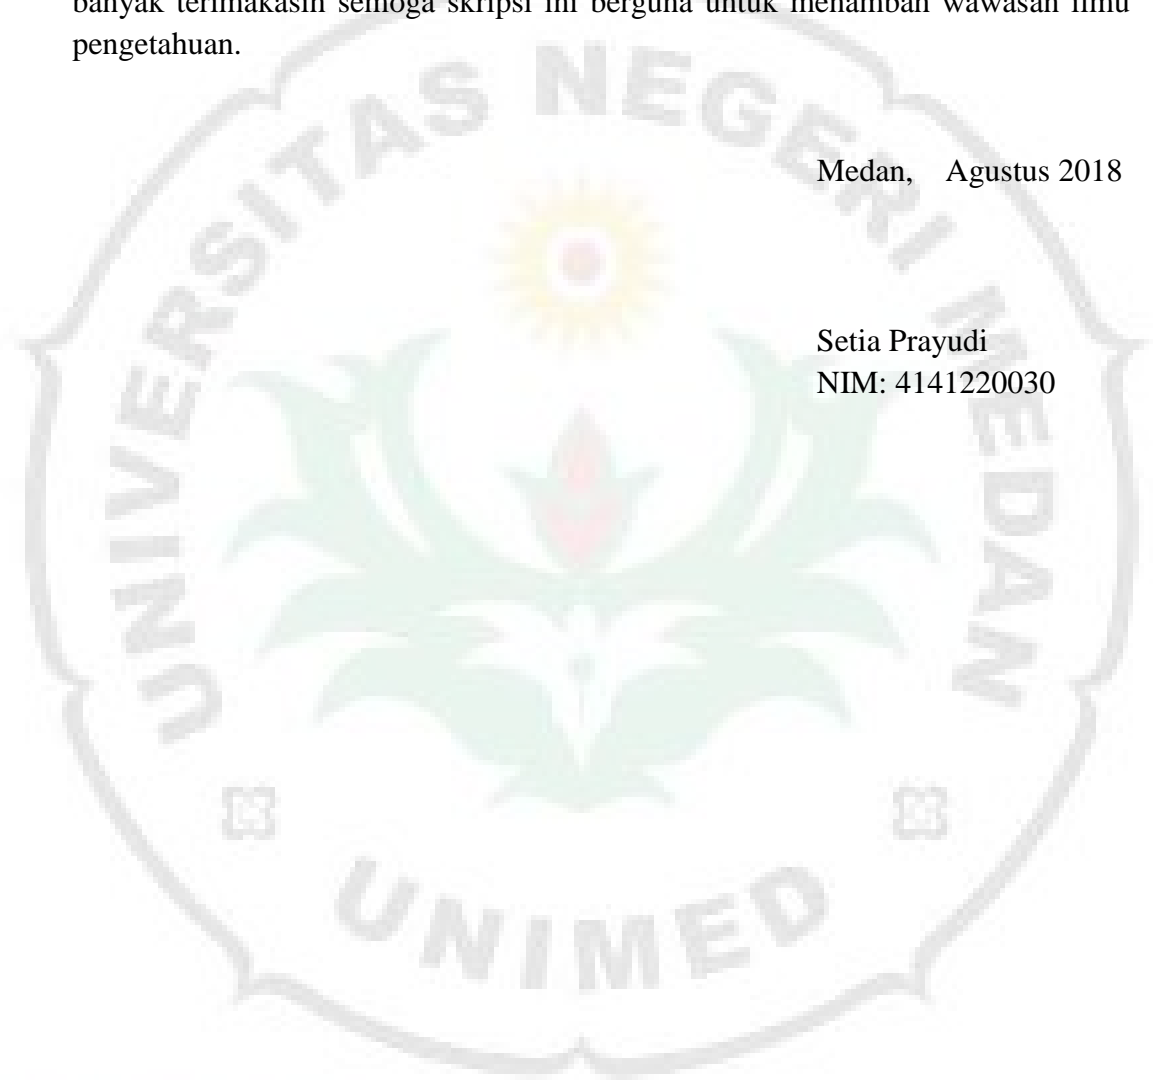 banyak terimakasih semoga skripsi ini berguna untuk menambah wawasan ilmu
pengetahuan.
Medan, Agustus 2018
Setia Prayudi
NIM: 4141220030
UNIVERSITAS NEGERI MEDAN
UNIMED